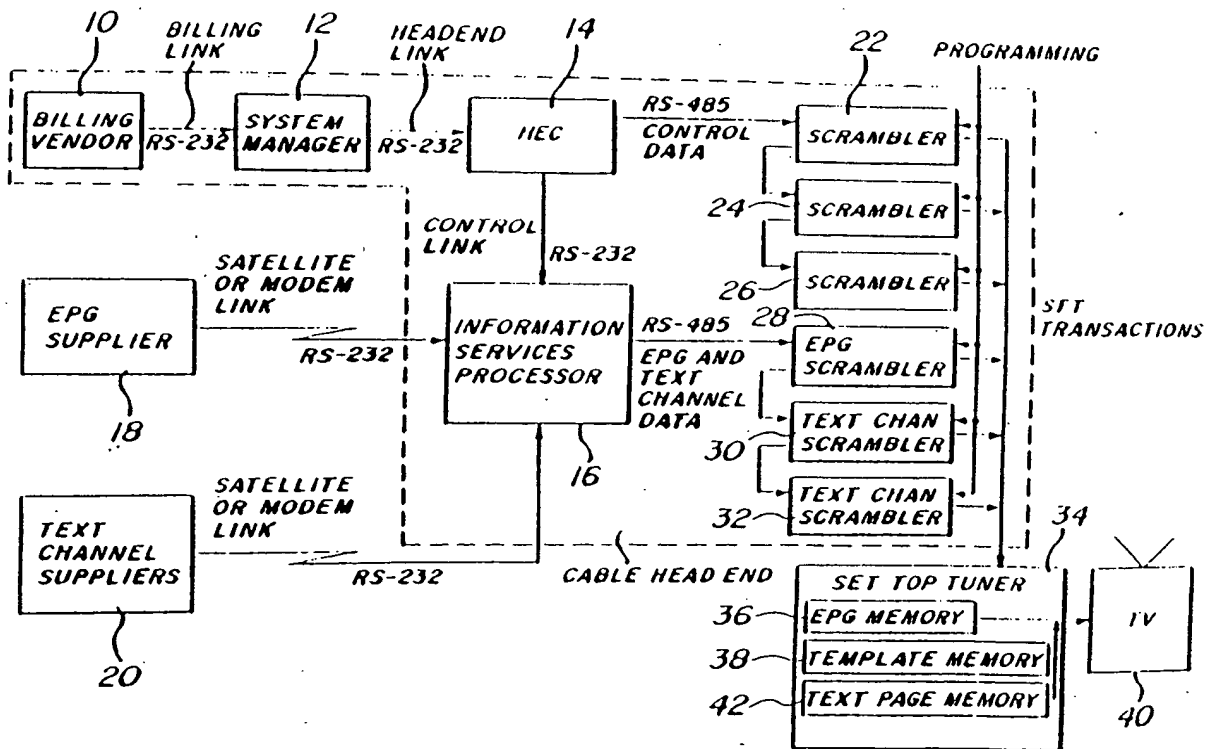 10
BILLING
LINK
12
HEADEND
LINK
14
22
PROGRAMMING
BILLING
VENDOR
RS-232
SYSTEM
MANAGER
RS-232
HEC
RS-485
CONTROL
DATA
SCRAMBLER
24
SCRAMBLER
CONTROL
LINK
RS-232
26
SCRAMBLER
SATELLITE
OR MODEM
LINK
EPG
SUPPLIER
RS-232
18
INFORMATION
SERVICES
PROCESSOR
16
RS-485
EPG AND
TEXT
CHANNEL
DATA
28
EPG
SCRAMBLER
STT
TRANSACTIONS
30
TEXT CHAN
SCRAMBLER
32
TEXT CHAN
SCRAMBLER
SATELLITE
OR MODEM
LINK
TEXT
CHANNEL
SUPPLIERS
RS-232
20
CABLE HEAD END
34
SET TOP TUNER
36
EPG MEMORY
38
TEMPLATE MEMORY
42
TEXT PAGE MEMORY
TV
40